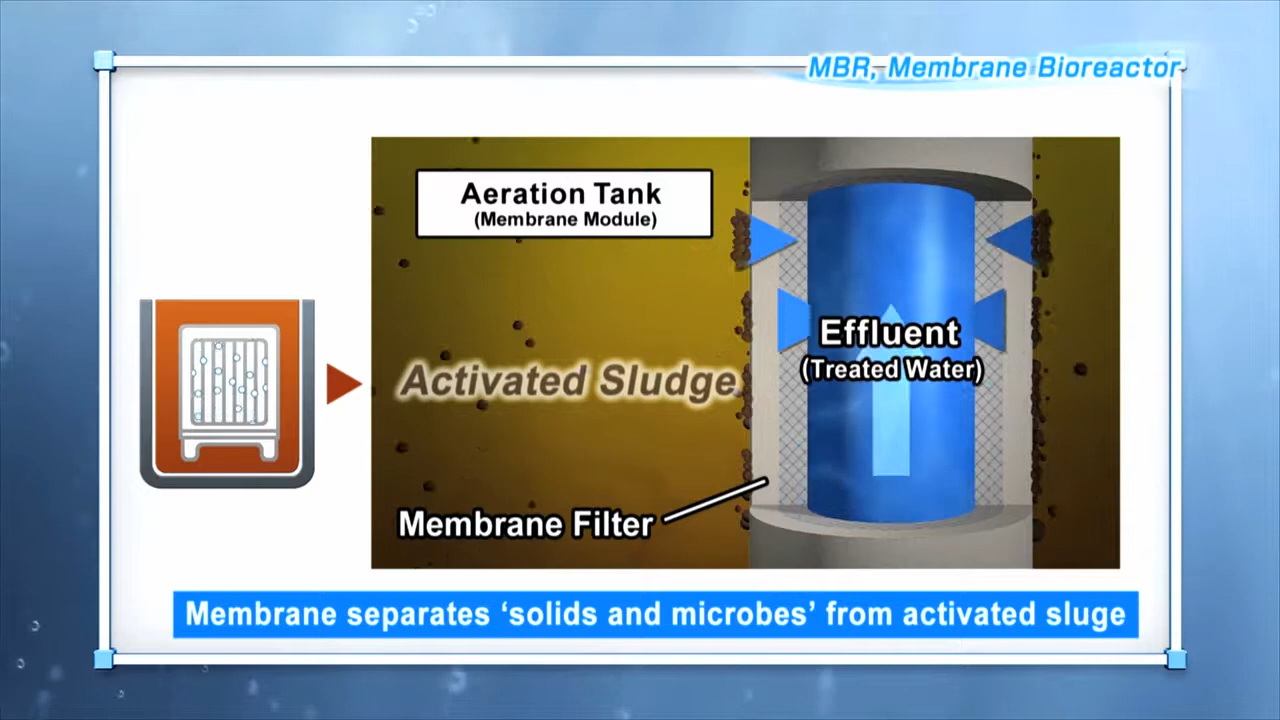 MBR, Membrane Bioreactor
Aeration Tank
(Membrane Module)
Effluent
(Treated Water)
Activated Sludge
Membrane Filter
Membrane separates ‘solids and microbes’ from activated sluge